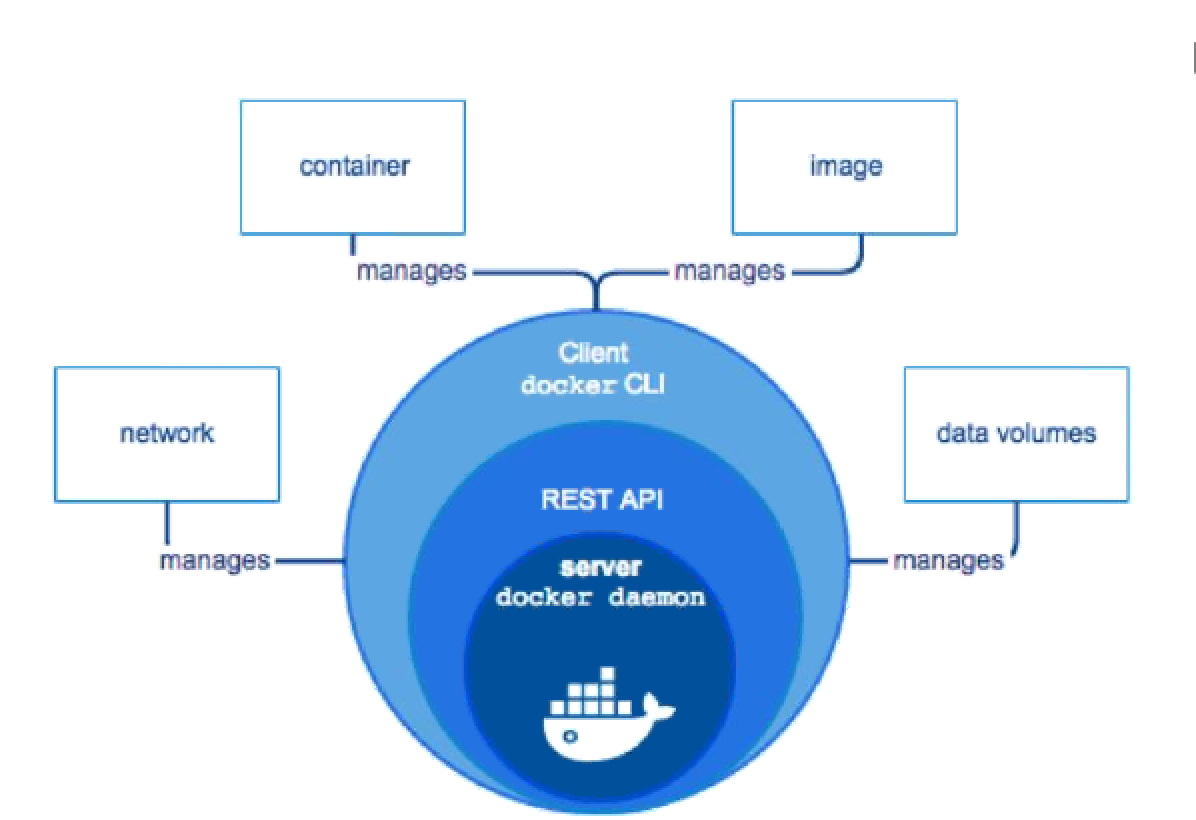 container
image
manages
manages
Client
docker CLI
network
data volumes
REST API
manages
manages
server
docker daemon